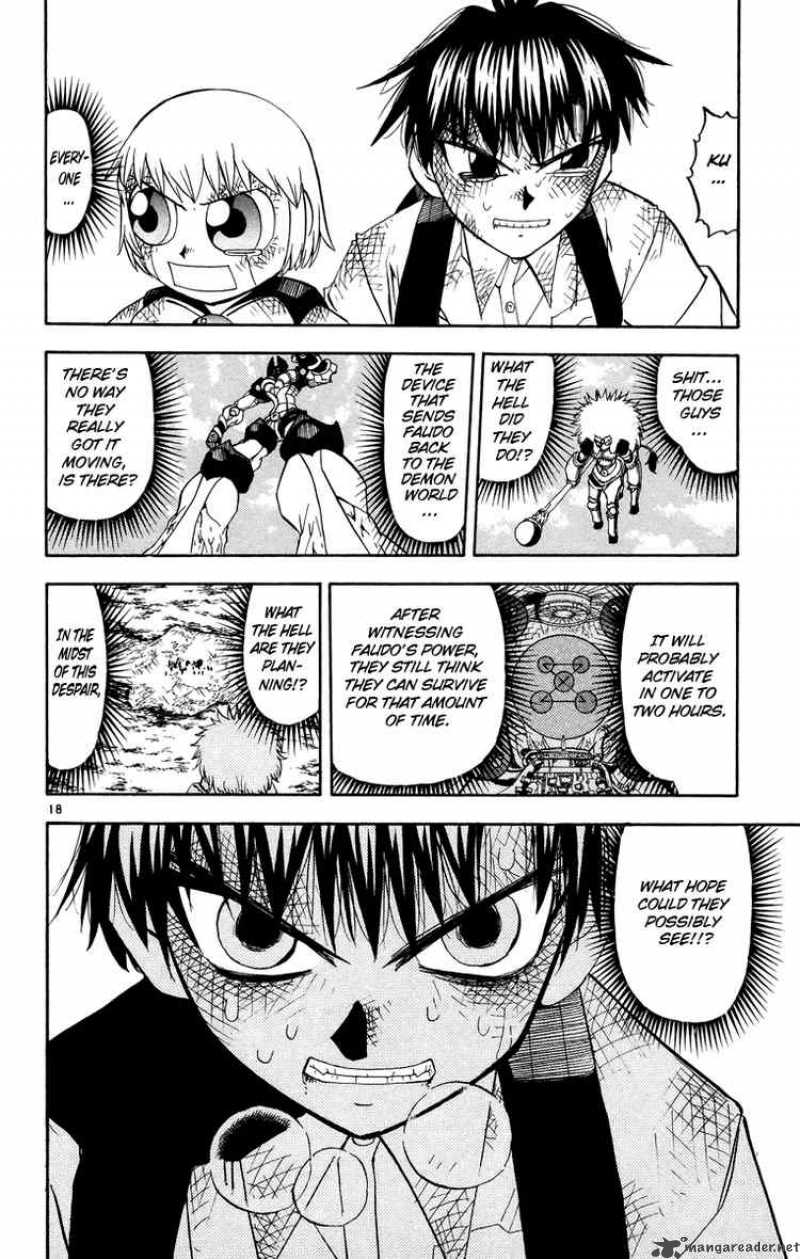 KU
...
EVERY-
ONE
...
SHIT...
THOSE
GUYS
...
WHAT
THE
HELL
DID
THEY
DO!?
THE
DEVICE
THAT
SENDS
FAUDO
BACK
TO THE
DEMON
WORLD
...
THERE'S
NO WAY
THEY
REALLY
GOT IT
MOVING,
IS THERE?
IT WILL
PROBABLY
ACTIVATE
IN ONE TO
TWO HOURS.
AFTER
WITNESSING
FAUDO'S POWER,
THEY STILL THINK
THEY CAN SURVIVE
FOR THAT AMOUNT
OF TIME.
WHAT
THE HELL
ARE THEY
PLAN-
NING!?
IN THE
MIDST
OF THIS
DESPAIR,
18
WHAT HOPE
COULD THEY
POSSIBLY
SEE!!?
mangareader.net